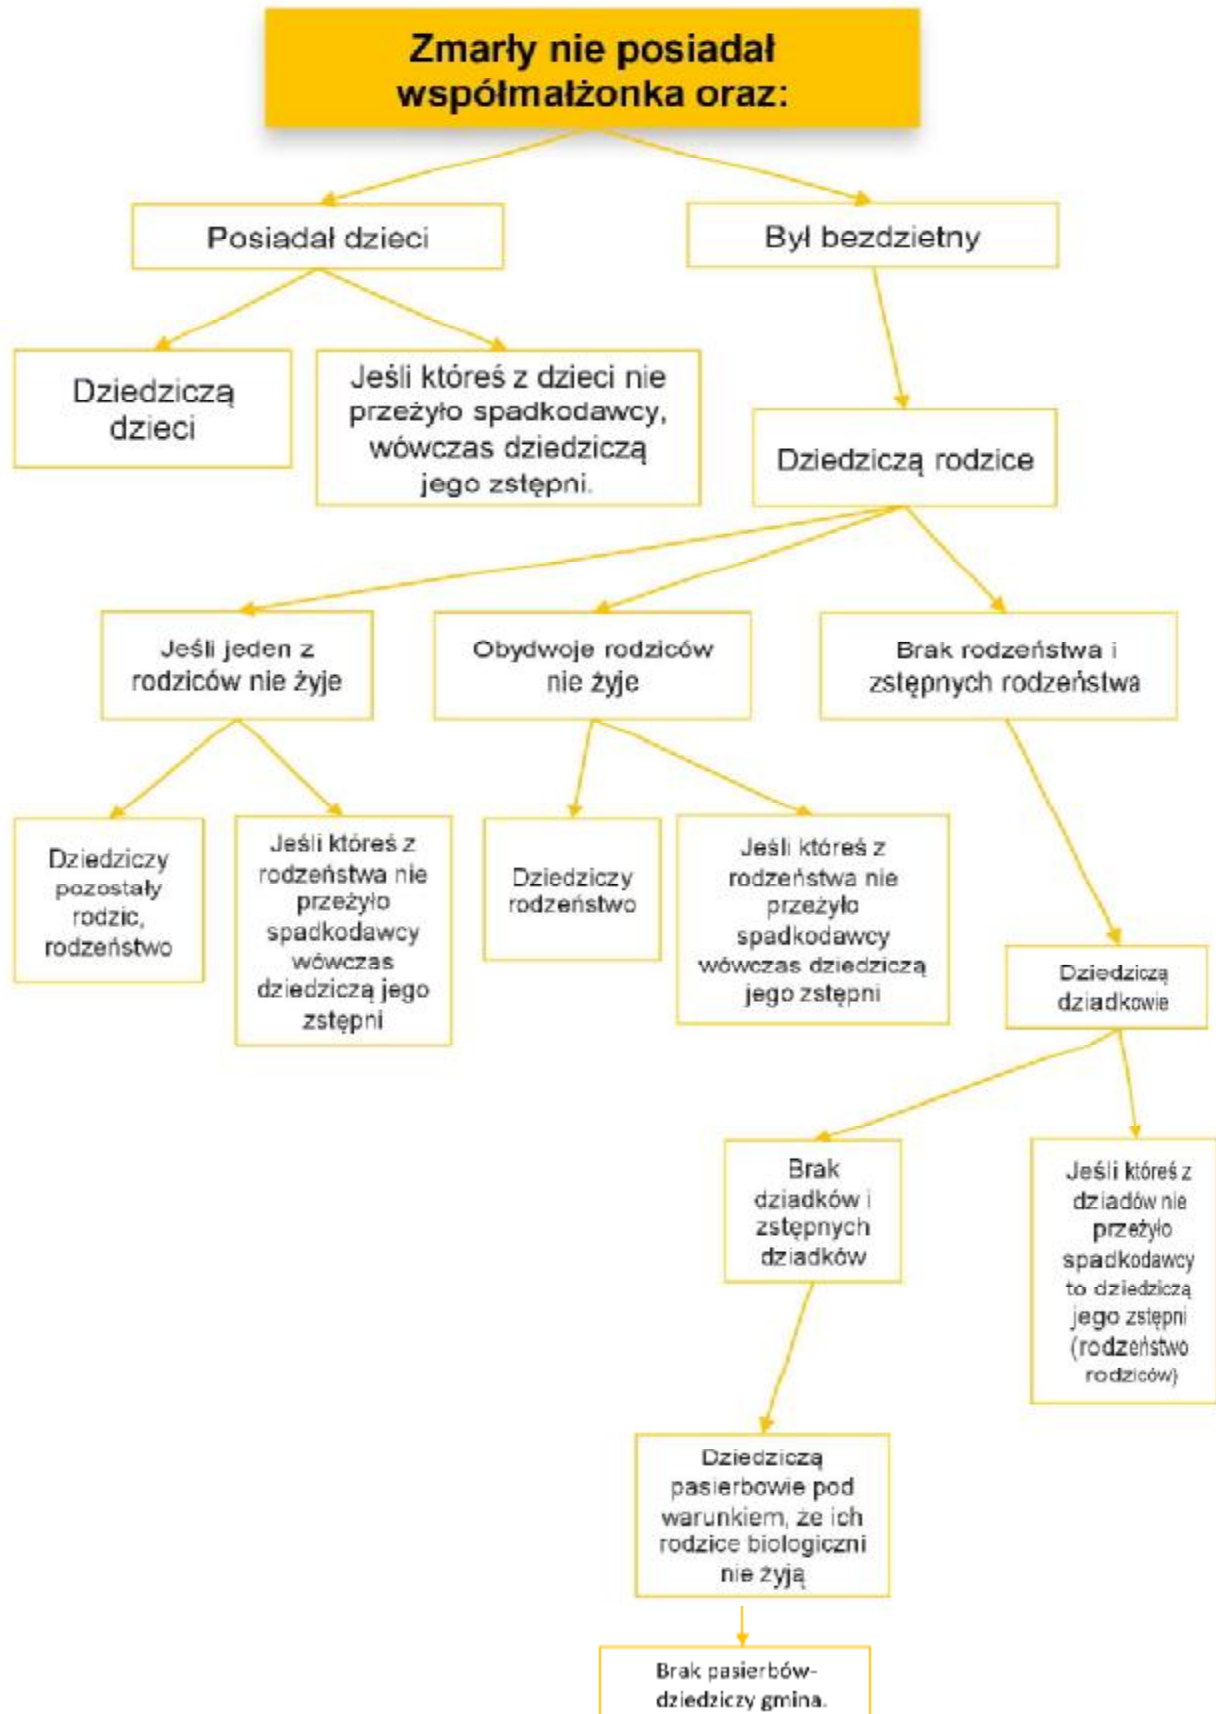 Zmarły nie posiadał
współmałżonka oraz:
Posiadał dzieci
Był bezdzietny
Dziedziczą
dzieci
Jeśli któreś z dzieci nie
przeżyło spadkodawcy,
wówczas dziedziczą
jego zstępni.
Dziedziczą rodzice
Jeśli jeden z
rodziców nie żyje
Obydwoje rodziców
nie żyje
Brak rodzeństwa i
zstępnych rodzeństwa
Dziedziczy
pozostały
rodzic,
rodzeństwo
Jeśli któreś z
rodzeństwa nie
przeżyło
spadkodawcy
wówczas
dziedziczą jego
zstępni
Dziedziczy
rodzeństwo
Jeśli któreś z
rodzeństwa nie
przeżyło
spadkodawcy
wówczas dziedziczą
jego zstępni
Dziedziczą
dziadkowie
Brak
dziadków i
zstępnych
dziadków
Jeśli któreś z
dziadów nie
przeżyło
spadkodawcy
to dziedziczą
jego zstępni
(rodzeństwo
rodziców)
Dziedziczą
pasierbowie pod
warunkiem, że ich
rodzice biologiczni
nie żyją
Brak pasierbów-
dziedziczy gmina.